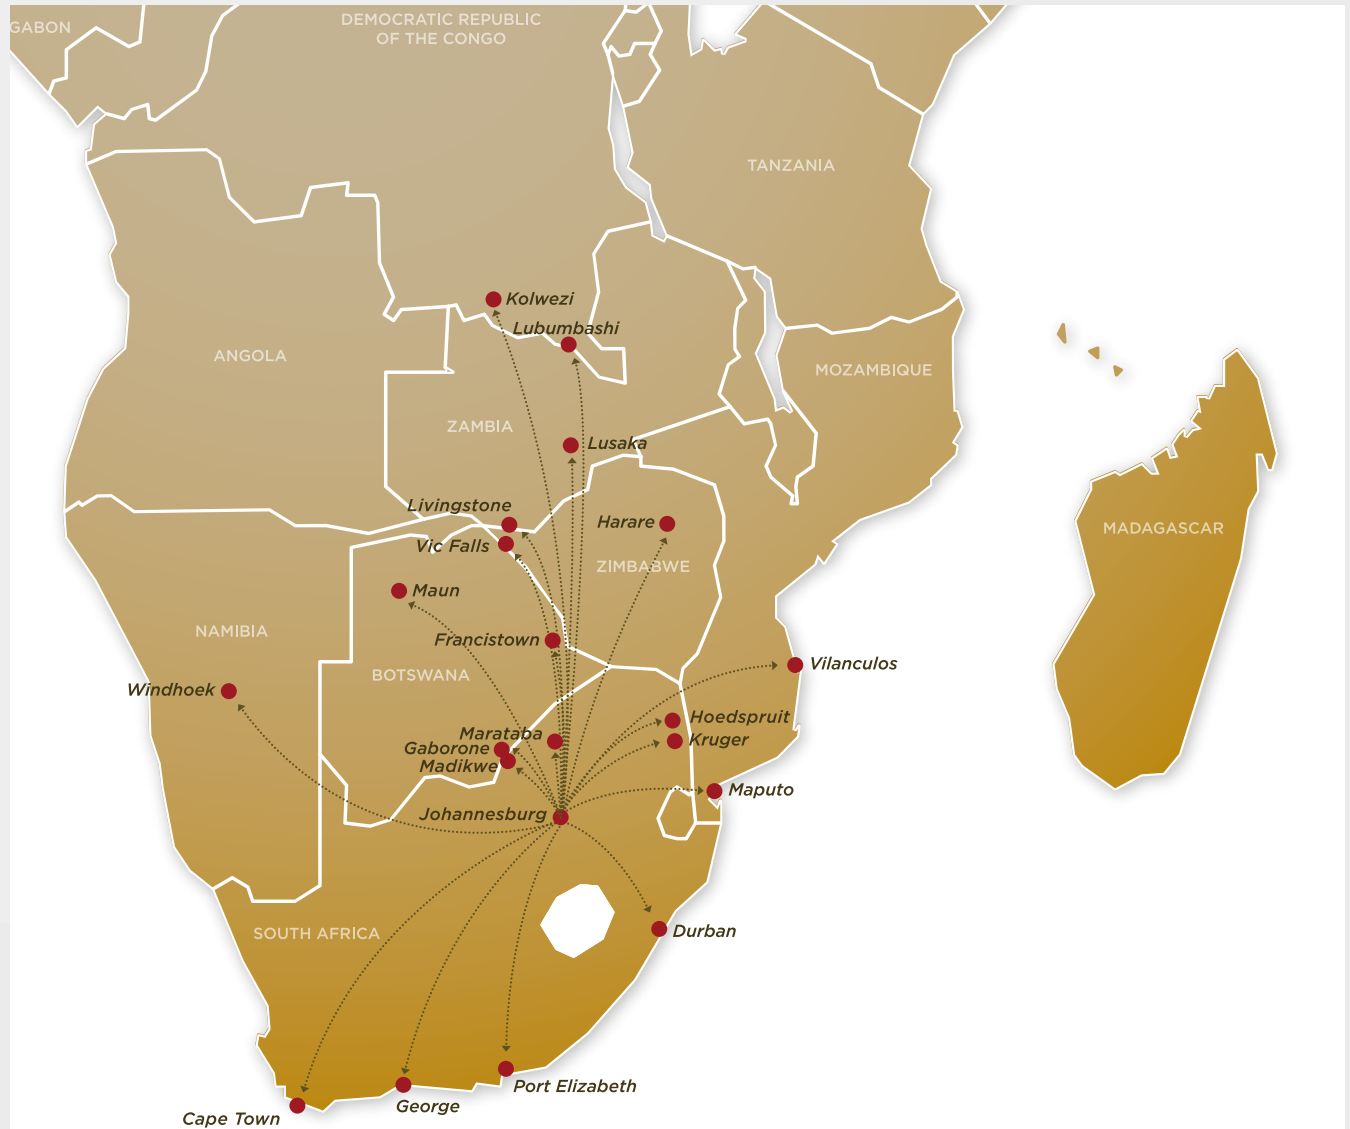 GABON
DEMOCRATIC REPUBLIC
OF THE CONGO
TANZANIA
Kolwezi
Lubumbashi
ANGOLA
MOZAMBIQUE
ZAMBIA
Lusaka
Livingstone
Harare
MADAGASCAR
Vic Falls
ZIMBABWE
Maun
NAMIBIA
Francistown
Vilanculos
BOTSWANA
Windhoek
Hoedspruit
Marataba
Kruger
Gaborone
Madikwe
Maputo
Johannesburg
SOUTH AFRICA
Durban
Port Elizabeth
George
Cape Town